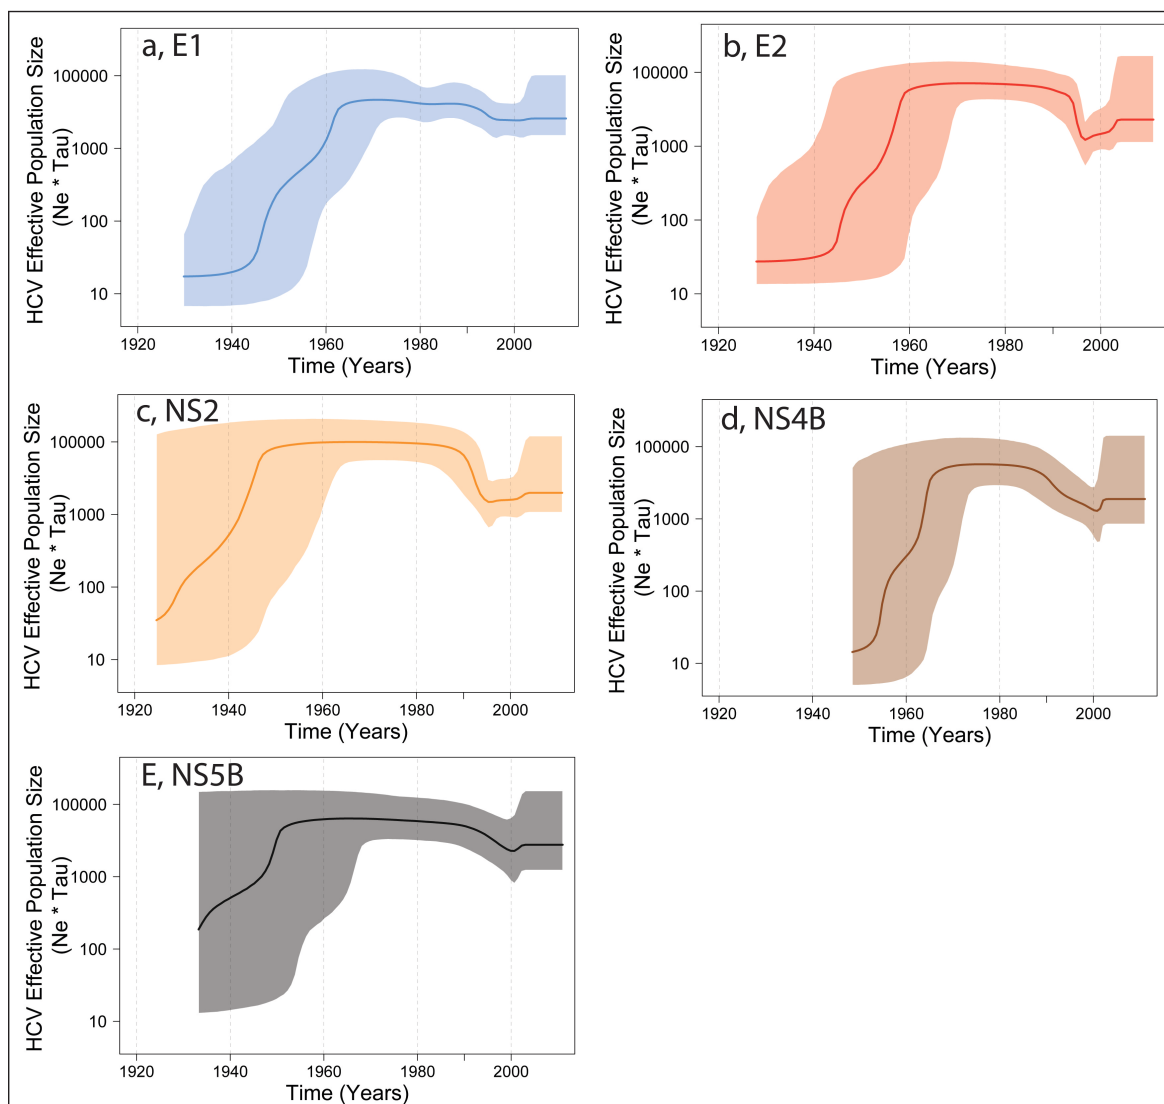 a, E1
HCV Effective Population Size
(Ne * Tau)
100000
1000
100
10
1920
1940
1960
1980
2000
Time (Years)
b, E2
HCV Effective Population Size
(Ne * Tau)
100000
1000
100
10
1920
1940
1960
1980
2000
Time (Years)
c, NS2
HCV Effective Population Size
(Ne * Tau)
100000
1000
100
10
1920
1940
1960
1980
2000
Time (Years)
d, NS4B
HCV Effective Population Size
(Ne * Tau)
100000
1000
100
10
1920
1940
1960
1980
2000
Time (Years)
E, NS5B
HCV Effective Population Size
(Ne * Tau)
100000
1000
100
10
1920
1940
1960
1980
2000
Time (Years)